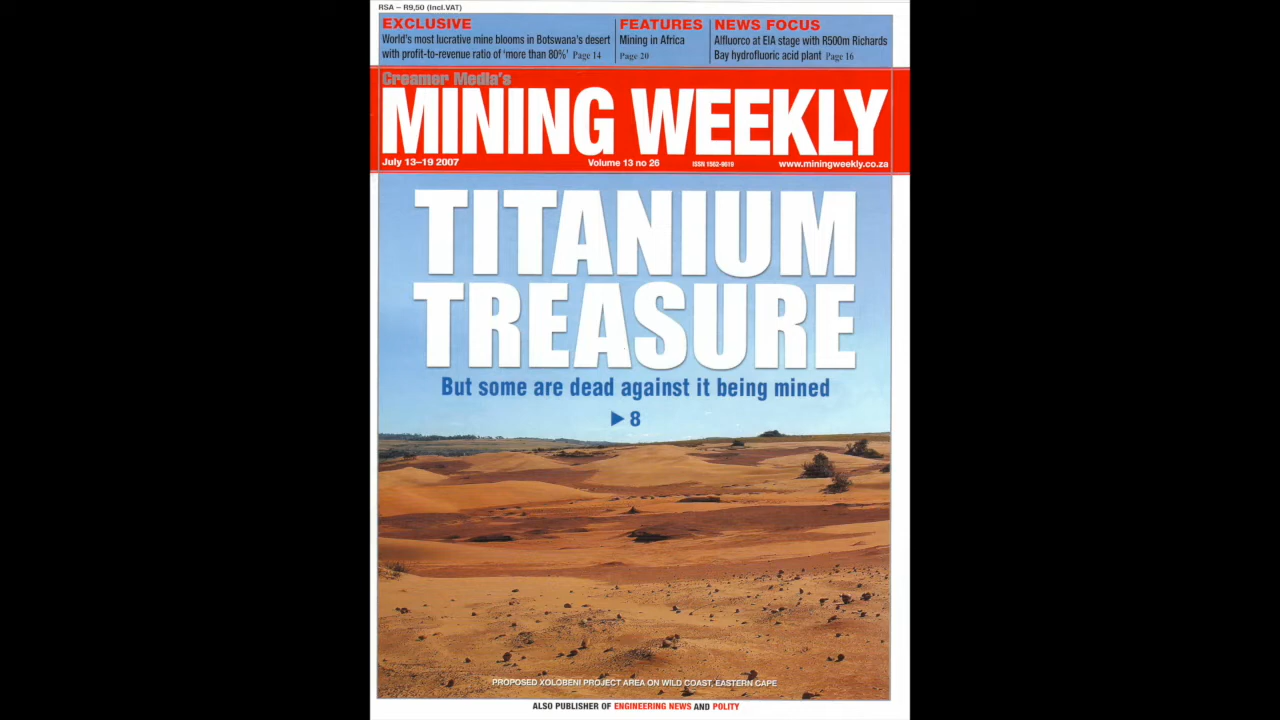 RSA – R9,50 (Incl.VAT)
EXCLUSIVE
World's most lucrative mine blooms in Botswana's desert
with profit-to-revenue ratio of 'more than 80%' Page 14
FEATURES
Mining in Africa
Page 20
NEWS FOCUS
Alfluorco at EIA stage with R500m Richards
Bay hydrofluoric acid plant Page 16
Creamer Media's
MINING WEEKLY
July 13–19 2007 Volume 13 no 26 ISSN 1562-9619 www.miningweekly.co.za
TITANIUM
TREASURE
But some are dead against it being mined
▶ 8
PROPOSED XOLOBENI PROJECT AREA ON WILD COAST, EASTERN CAPE
ALSO PUBLISHER OF ENGINEERING NEWS AND POLITY